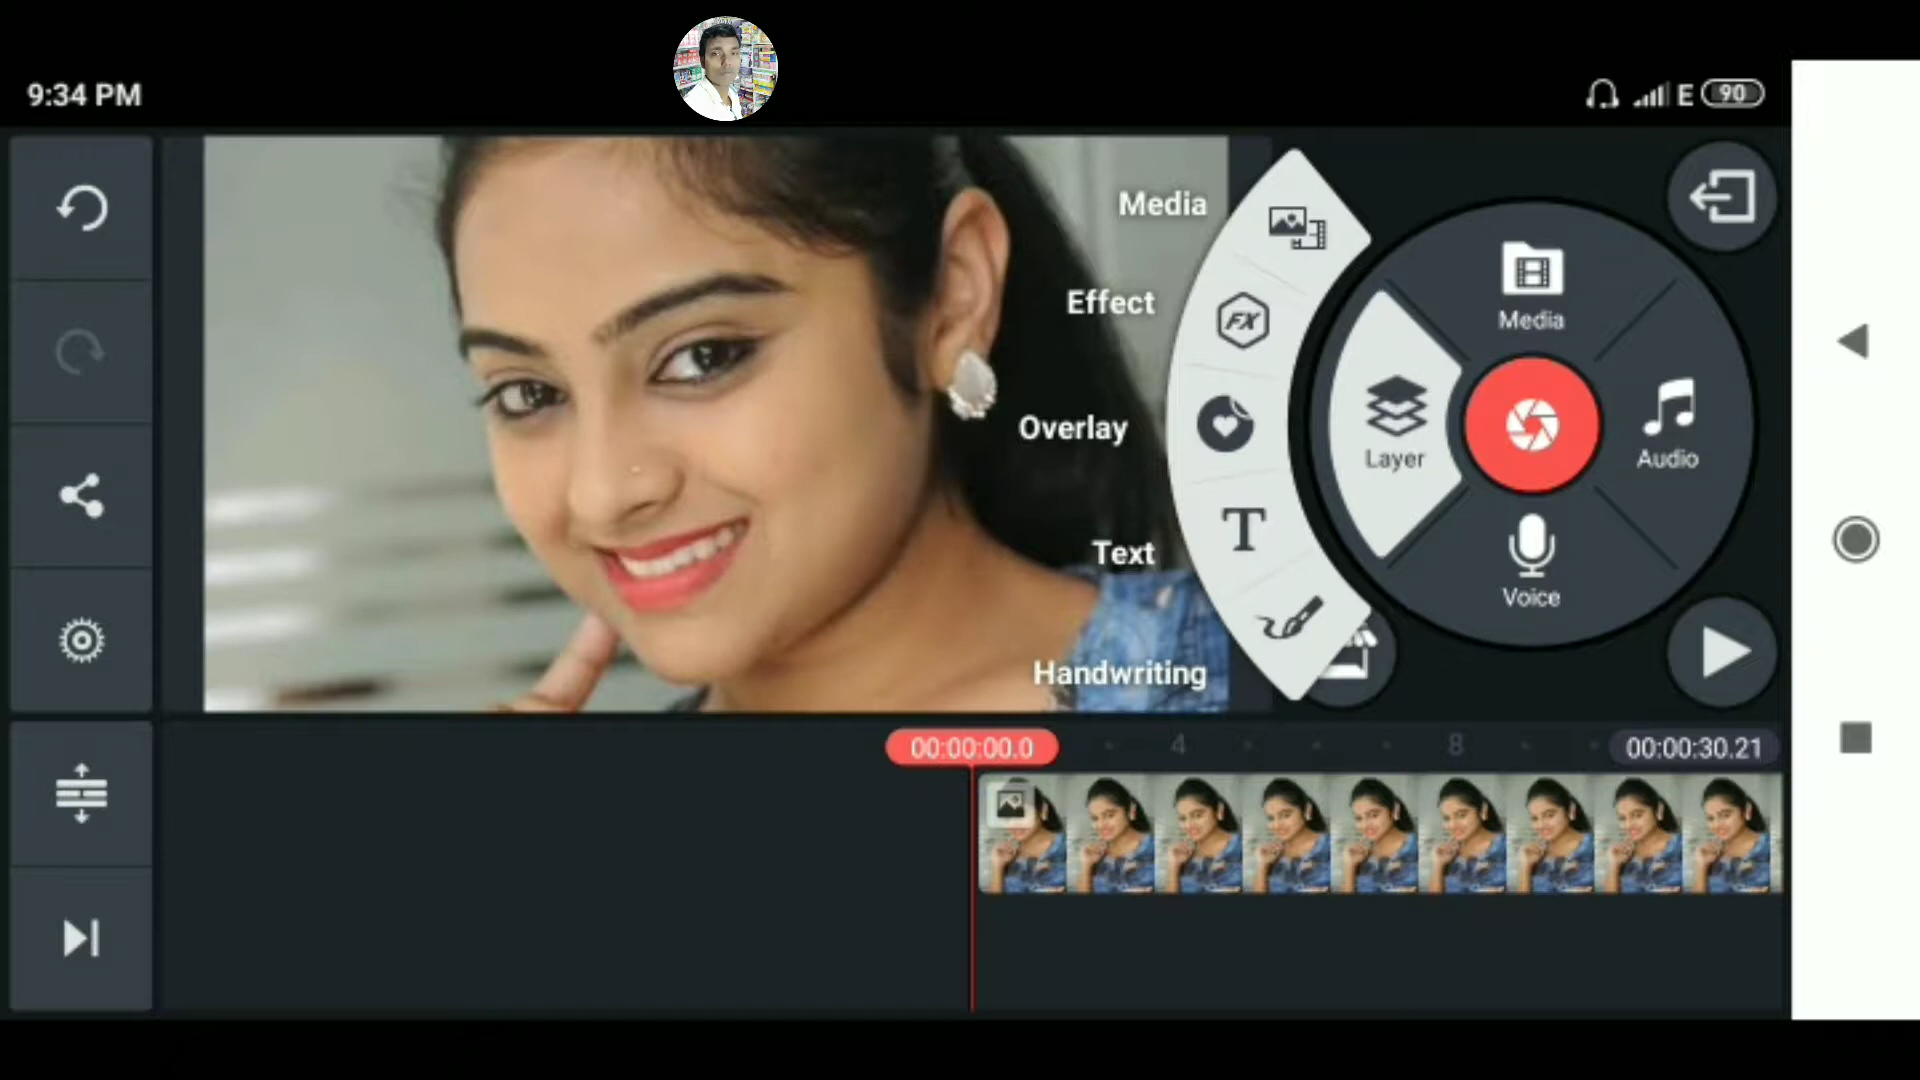 9:34 PM
E 90
Media
Effect
Overlay
Text
Handwriting
FX
T
Media
Layer
Audio
Voice
00:00:00.0
4
8
00:00:30.21